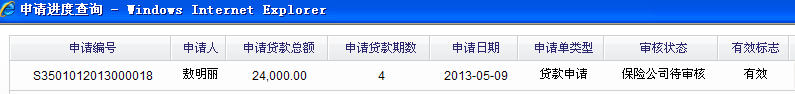 申请进度查询 - Windows Internet Explorer
申请编号 申请人 申请贷款总额 申请贷款期数 申请日期 申请单类型 审核状态 有效标志
S3501012013000018 敖明丽 24,000.00 4 2013-05-09 贷款申请 保险公司待审核 有效